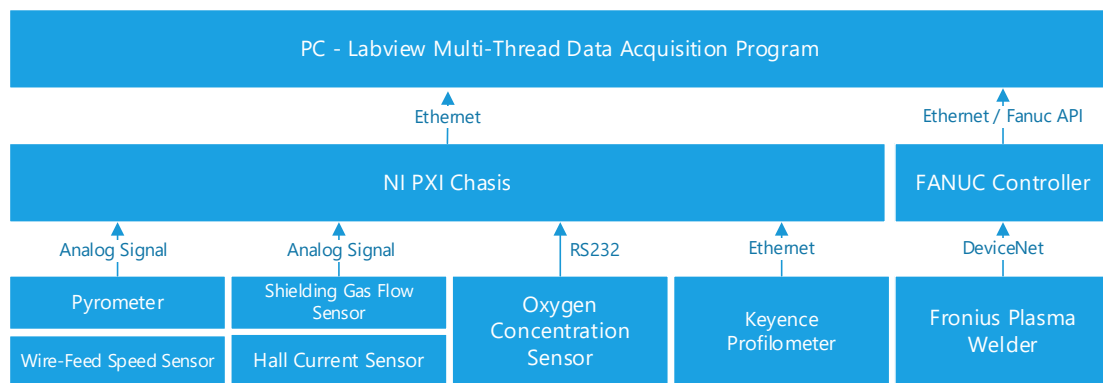 PC - Labview Multi-Thread Data Acquisition Program
Ethernet
Ethernet / Fanuc API
NI PXI Chasis
FANUC Controller
Analog Signal
Analog Signal
RS232
Ethernet
DeviceNet
Pyrometer
Shielding Gas Flow
Sensor
Oxygen
Concentration
Sensor
Keyence
Profilometer
Fronius Plasma
Welder
Wire-Feed Speed Sensor
Hall Current Sensor